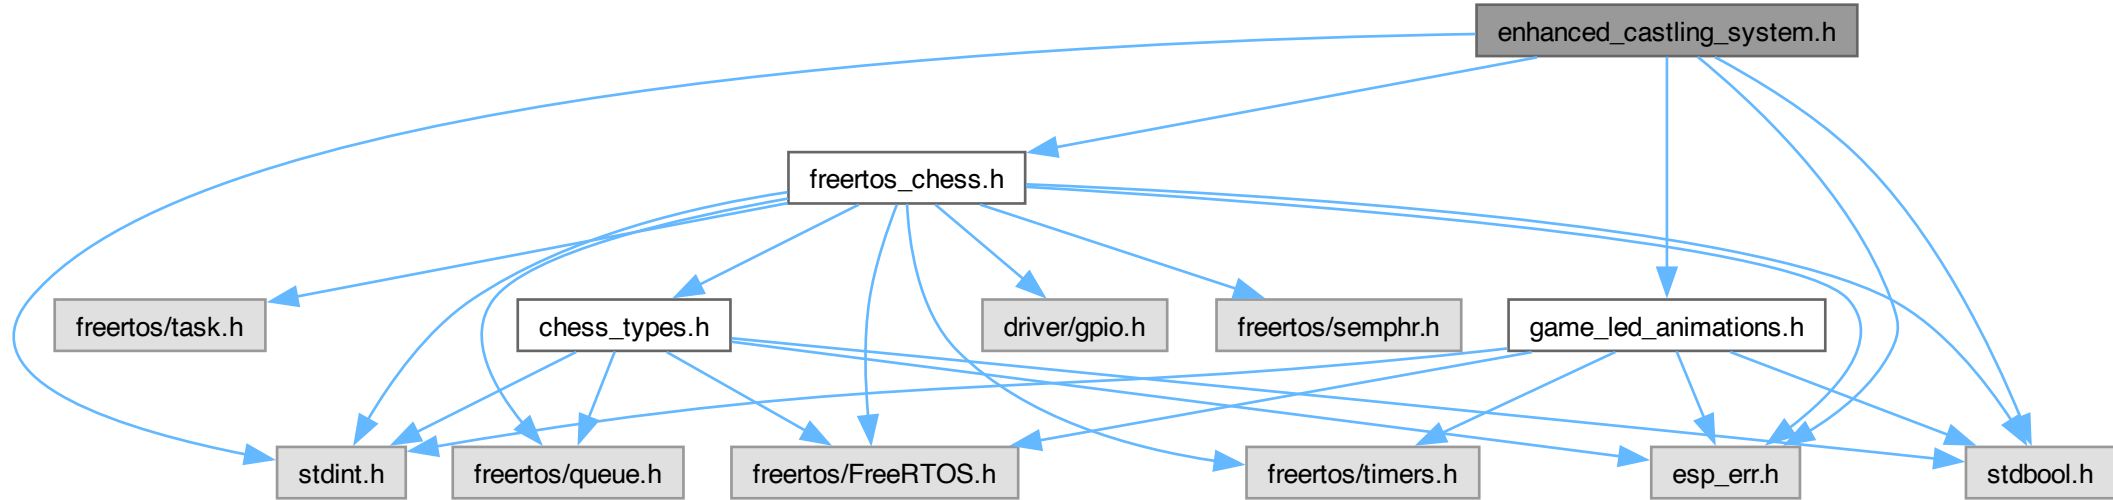 enhanced_castling_system.h
freertos_chess.h
freertos/task.h
chess_types.h
driver/gpio.h
freertos/semphr.h
game_led_animations.h
stdint.h
freertos/queue.h
freertos/FreeRTOS.h
freertos/timers.h
esp_err.h
stdbool.h